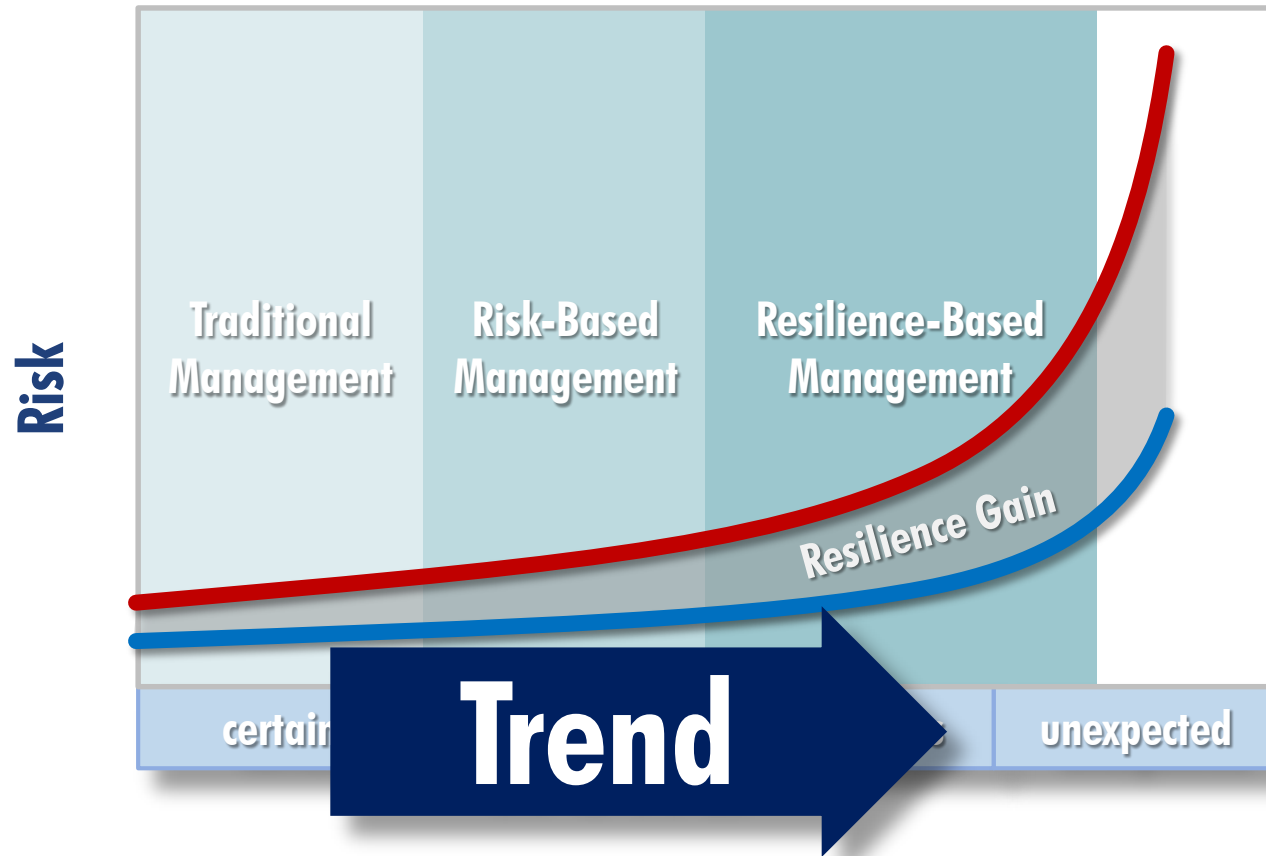 Risk
Traditional
Management
Risk-Based
Management
Resilience-Based
Management
Resilience Gain
Trend
unexpected